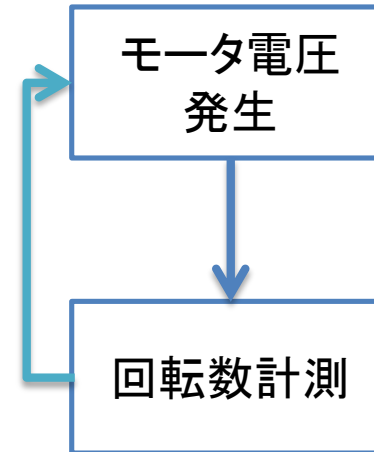 モータ電圧
発生
回転数計測